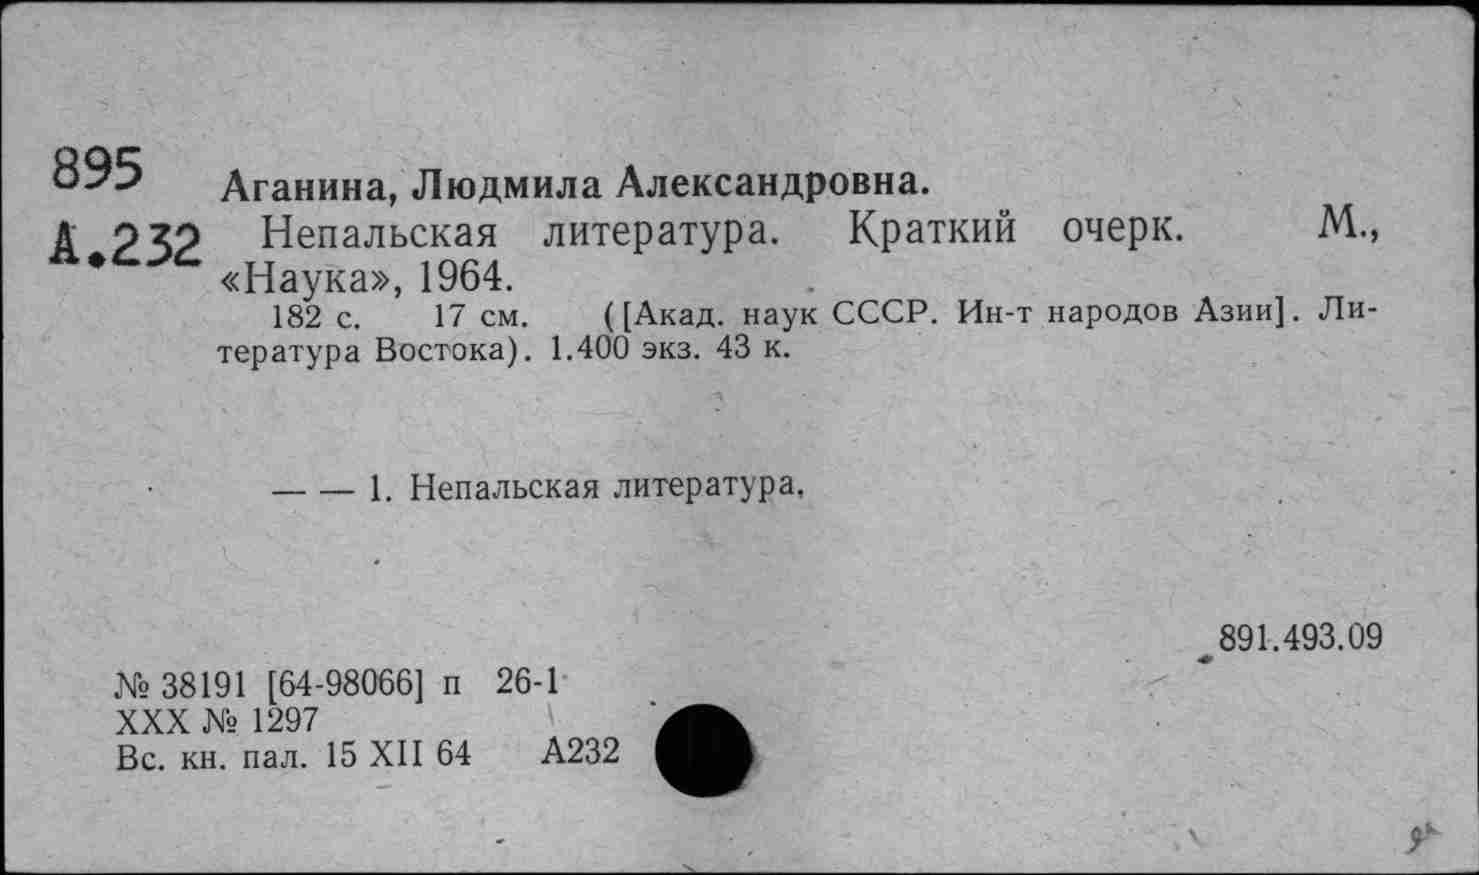 895
Аганина, Людмила Александровна.
А.232 Непальская литература. Краткий очерк. М.,
«Наука», 1964.
182 с. 17 см. ([Акад. наук СССР. Ин-т народов Азии]. Ли-
тература Востока). 1.400 экз. 43 к.
— — 1. Непальская литература.
891.493.09
№ 38191 [64-98066] п 26-1
XXX № 1297
Вс. кн. пал. 15 XII 64 А232